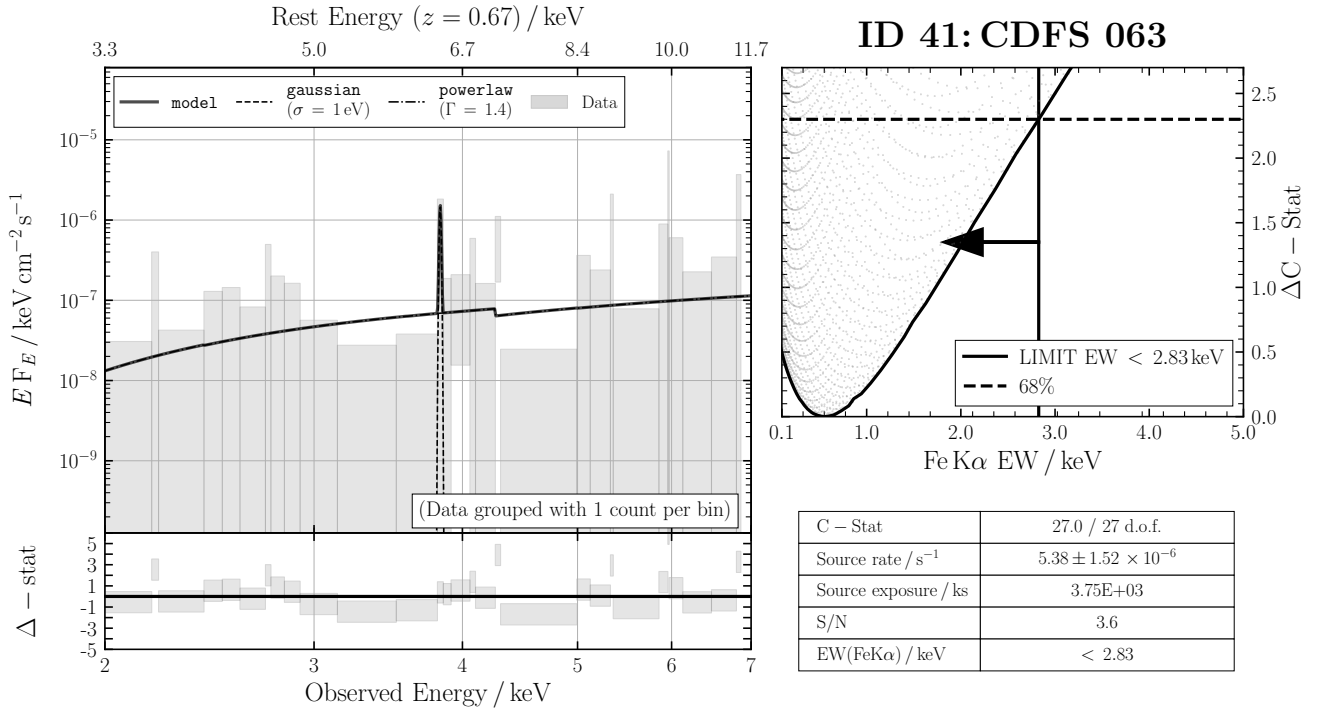 Rest Energy (z = 0.67) / keV
3.3 5.0 6.7 8.4 10.0 11.7
model gaussian (σ = 1 eV) powerlaw (Γ = 1.4) Data
E F_E / keV cm⁻² s⁻¹
10⁻⁵
10⁻⁶
10⁻⁷
10⁻⁸
10⁻⁹
(Data grouped with 1 count per bin)
Δ − stat
5
3
1
-1
-3
-5
2 3 4 5 6 7
Observed Energy / keV
ID 41: CDFS 063
2.5
2.0
1.5
1.0
0.5
0.0
ΔC − Stat
LIMIT EW < 2.83 keV
68%
0.1 1.0 2.0 3.0 4.0 5.0
Fe Kα EW / keV
C − Stat 27.0 / 27 d.o.f.
Source rate / s⁻¹ 5.38 ± 1.52 × 10⁻⁶
Source exposure / ks 3.75E+03
S/N 3.6
EW(FeKα) / keV < 2.83